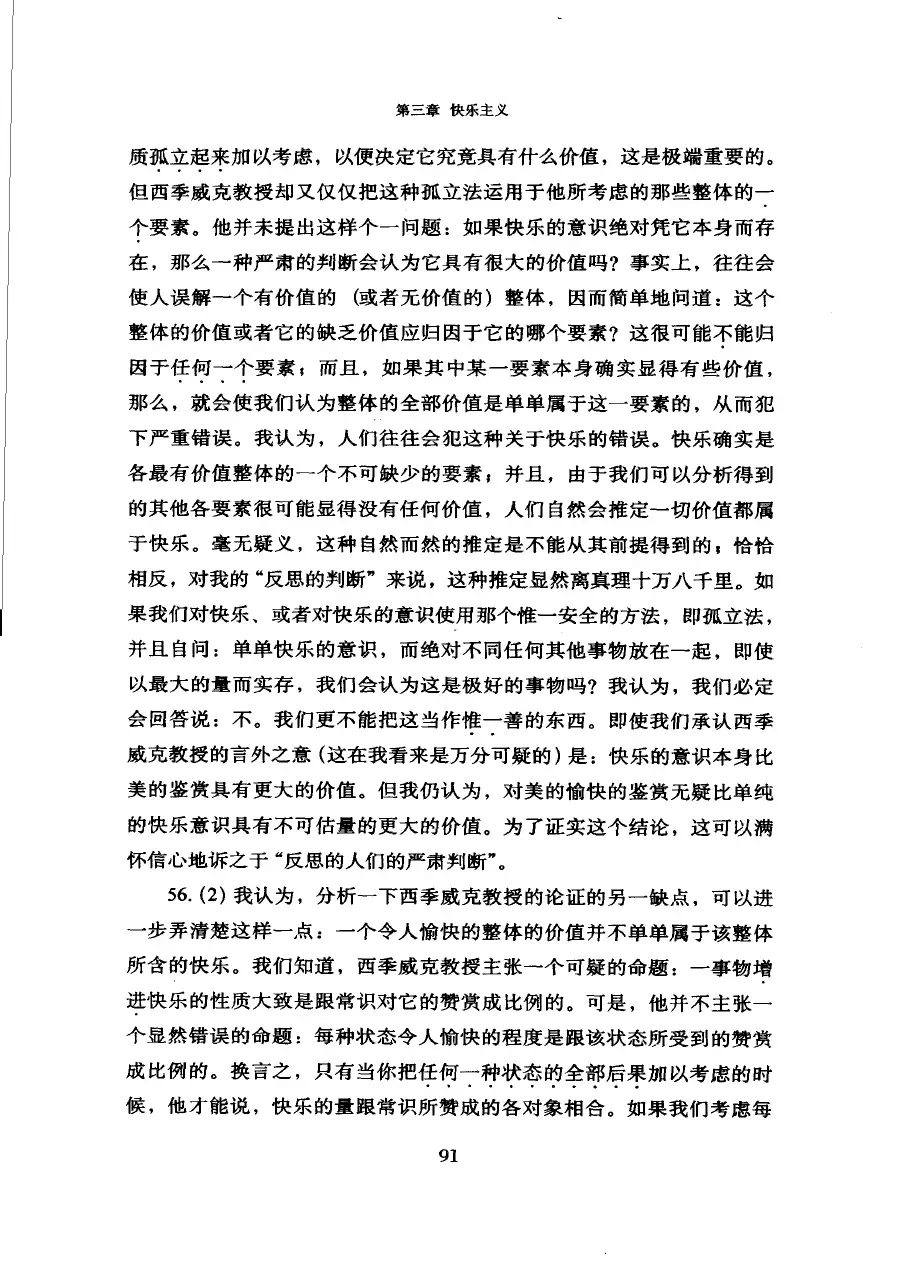 第三章 快乐主义
质孤立起来加以考虑，以便决定它究竟具有什么价值，这是极端重要的。
但西季威克教授却又仅仅把这种孤立法运用于他所考虑的那些整体的一
个要素。他并未提出这样个一问题：如果快乐的意识绝对凭它本身而存
在，那么一种严肃的判断会认为它具有很大的价值吗？事实上，往往会
使人误解一个有价值的（或者无价值的）整体，因而简单地问道：这个
整体的价值或者它的缺乏价值应归因于它的哪个要素？这很可能不能归
因于任何一个要素；而且，如果其中某一要素本身确实显得有些价值，
那么，就会使我们认为整体的全部价值是单单属于这一要素的，从而犯
下严重错误。我认为，人们往往会犯这种关于快乐的错误。快乐确实是
各最有价值整体的一个不可缺少的要素；并且，由于我们可以分析得到
的其他各要素很可能显得没有任何价值，人们自然会推定一切价值都属
于快乐。毫无疑义，这种自然而然的推定是不能从其前提得到的；恰恰
相反，对我的“反思的判断”来说，这种推定显然离真理十万八千里。如
果我们对快乐、或者对快乐的意识使用那个惟一安全的方法，即孤立法，
并且自问：单单快乐的意识，而绝对不同任何其他事物放在一起，即使
以最大的量而实存，我们会认为这是极好的事物吗？我认为，我们必定
会回答说：不。我们更不能把这当作惟一善的东西。即使我们承认西季
威克教授的言外之意（这在我看来是万分可疑的）是：快乐的意识本身比
美的鉴赏具有更大的价值。但我仍认为，对美的愉快的鉴赏无疑比单纯
的快乐意识具有不可估量的更大的价值。为了证实这个结论，这可以满
怀信心地诉之于“反思的人们的严肃判断”。
56. (2) 我认为，分析一下西季威克教授的论证的另一缺点，可以进
一步弄清楚这样一点：一个令人愉快的整体的价值并不单单属于该整体
所含的快乐。我们知道，西季威克教授主张一个可疑的命题：一事物增
进快乐的性质大致是跟常识对它的赞赏成比例的。可是，他并不主张一
个显然错误的命题：每种状态令人愉快的程度是跟该状态所受到的赞赏
成比例的。换言之，只有当你把任何一种状态的全部后果加以考虑的时
候，他才能说，快乐的量跟常识所赞成的各对象相合。如果我们考虑每
91